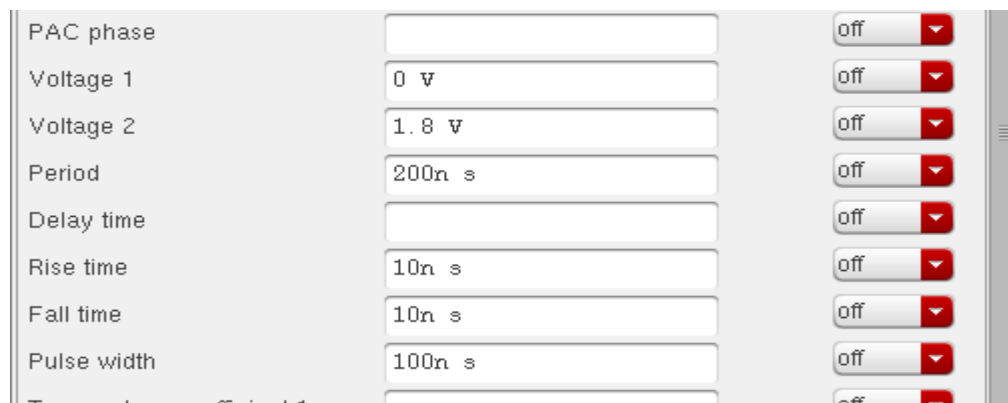 PAC phase off
Voltage 1 0 V off
Voltage 2 1.8 V off
Period 200n s off
Delay time off
Rise time 10n s off
Fall time 10n s off
Pulse width 100n s off